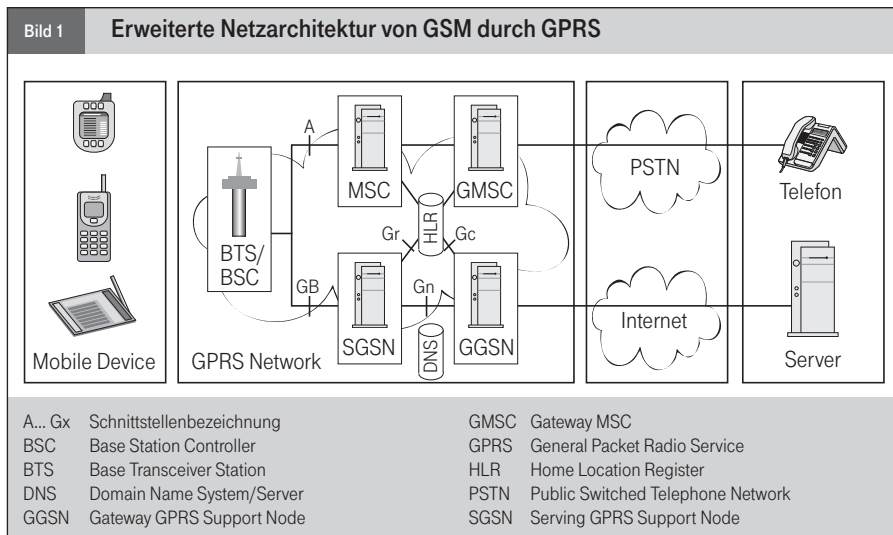 Bild 1
Erweiterte Netzarchitektur von GSM durch GPRS
Mobile Device
BTS/
BSC
A
MSC
GMSC
HLR
Gr
Gc
GB
Gn
SGSN
DNS
GGSN
GPRS Network
PSTN
Internet
Telefon
Server
A... Gx Schnittstellenbezeichnung
BSC Base Station Controller
BTS Base Transceiver Station
DNS Domain Name System/Server
GGSN Gateway GPRS Support Node
GMSC Gateway MSC
GPRS General Packet Radio Service
HLR Home Location Register
PSTN Public Switched Telephone Network
SGSN Serving GPRS Support Node